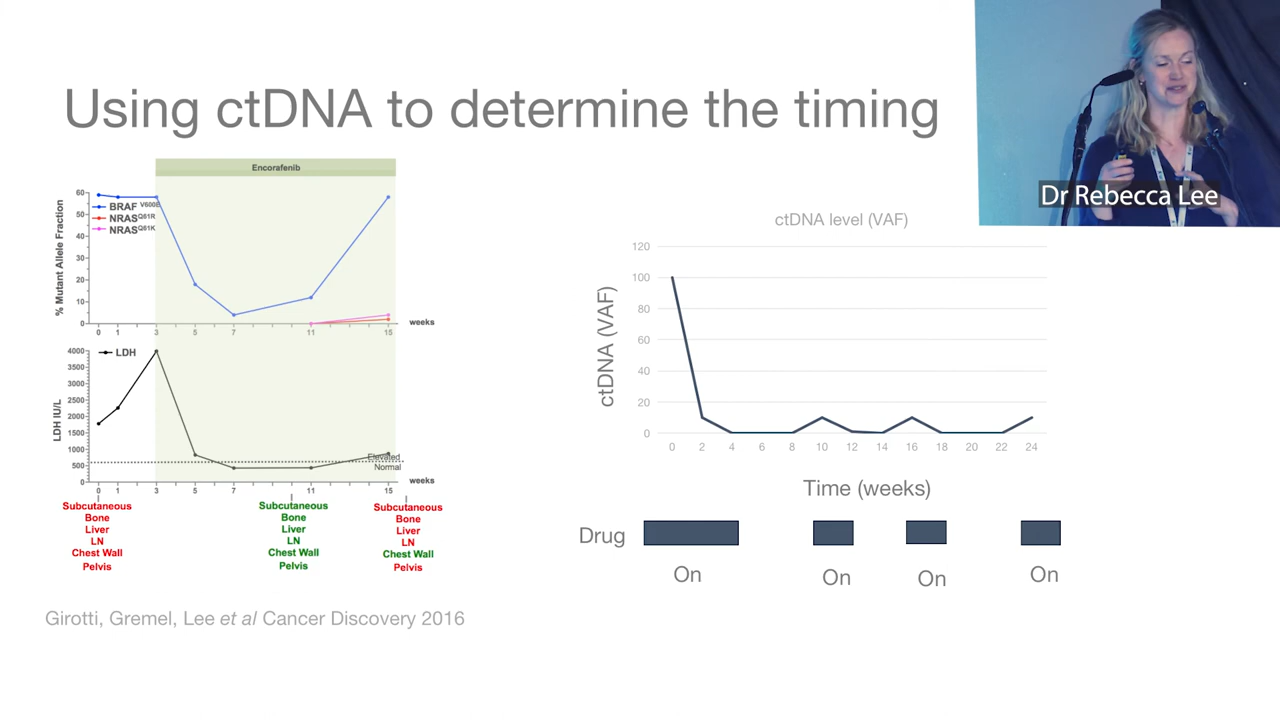 Using ctDNA to determine the timing
Dr Rebecca Lee
Encorafenib
% Mutant Allele Fraction
60
50
40
30
20
10
0
BRAF V600E
NRAS Q61R
NRAS Q61K
0 1 3 5 7 11 15 weeks
LDH IU/L
4000
3500
3000
2500
2000
1500
1000
500
0
LDH
Elevated
Normal
0 1 3 5 7 11 15 weeks
Subcutaneous
Bone
Liver
LN
Chest Wall
Pelvis
Subcutaneous
Bone
Liver
LN
Chest Wall
Pelvis
Subcutaneous
Bone
Liver
LN
Chest Wall
Pelvis
Girotti, Gremel, Lee et al Cancer Discovery 2016
ctDNA level (VAF)
ctDNA (VAF)
120
100
80
60
40
20
0
0 2 4 6 8 10 12 14 16 18 20 22 24
Time (weeks)
Drug
On On On On